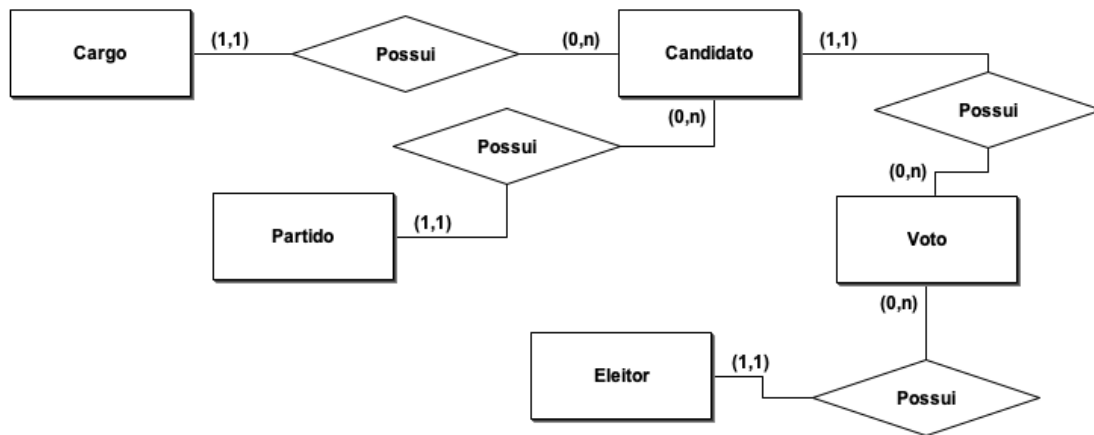 Cargo
(1,1)
Possui
(0,n)
Candidato
(1,1)
Possui
(0,n)
Possui
(0,n)
Partido
(1,1)
Voto
(0,n)
Eleitor
(1,1)
Possui